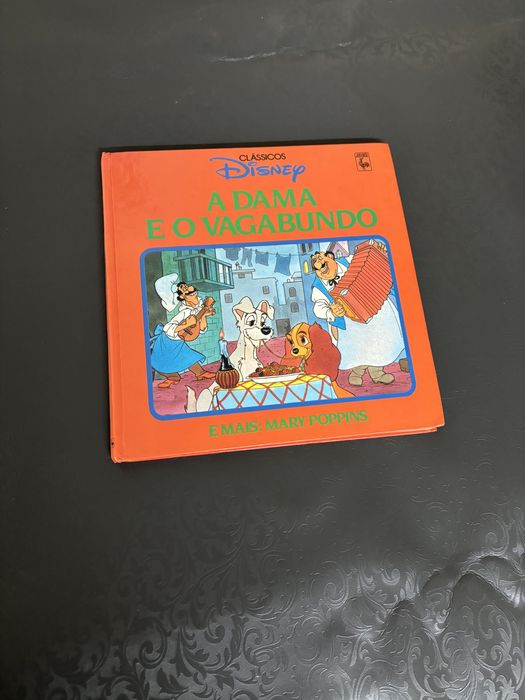 CLÁSSICOS
Disney
A DAMA
E O VAGABUNDO
E MAIS: MARY POPPINS